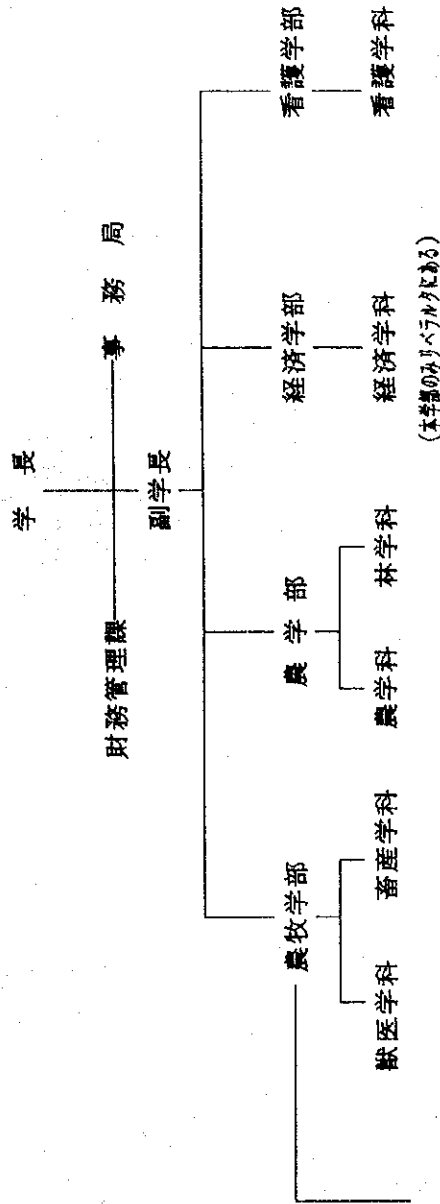 学長
財務管理課 事務局
副学長
農牧学部 農学部 経済学部 看護学部
獣医学科 畜産学科 農学科 林学科 経済学科 看護学科
(本学部のみリベラルタにある)